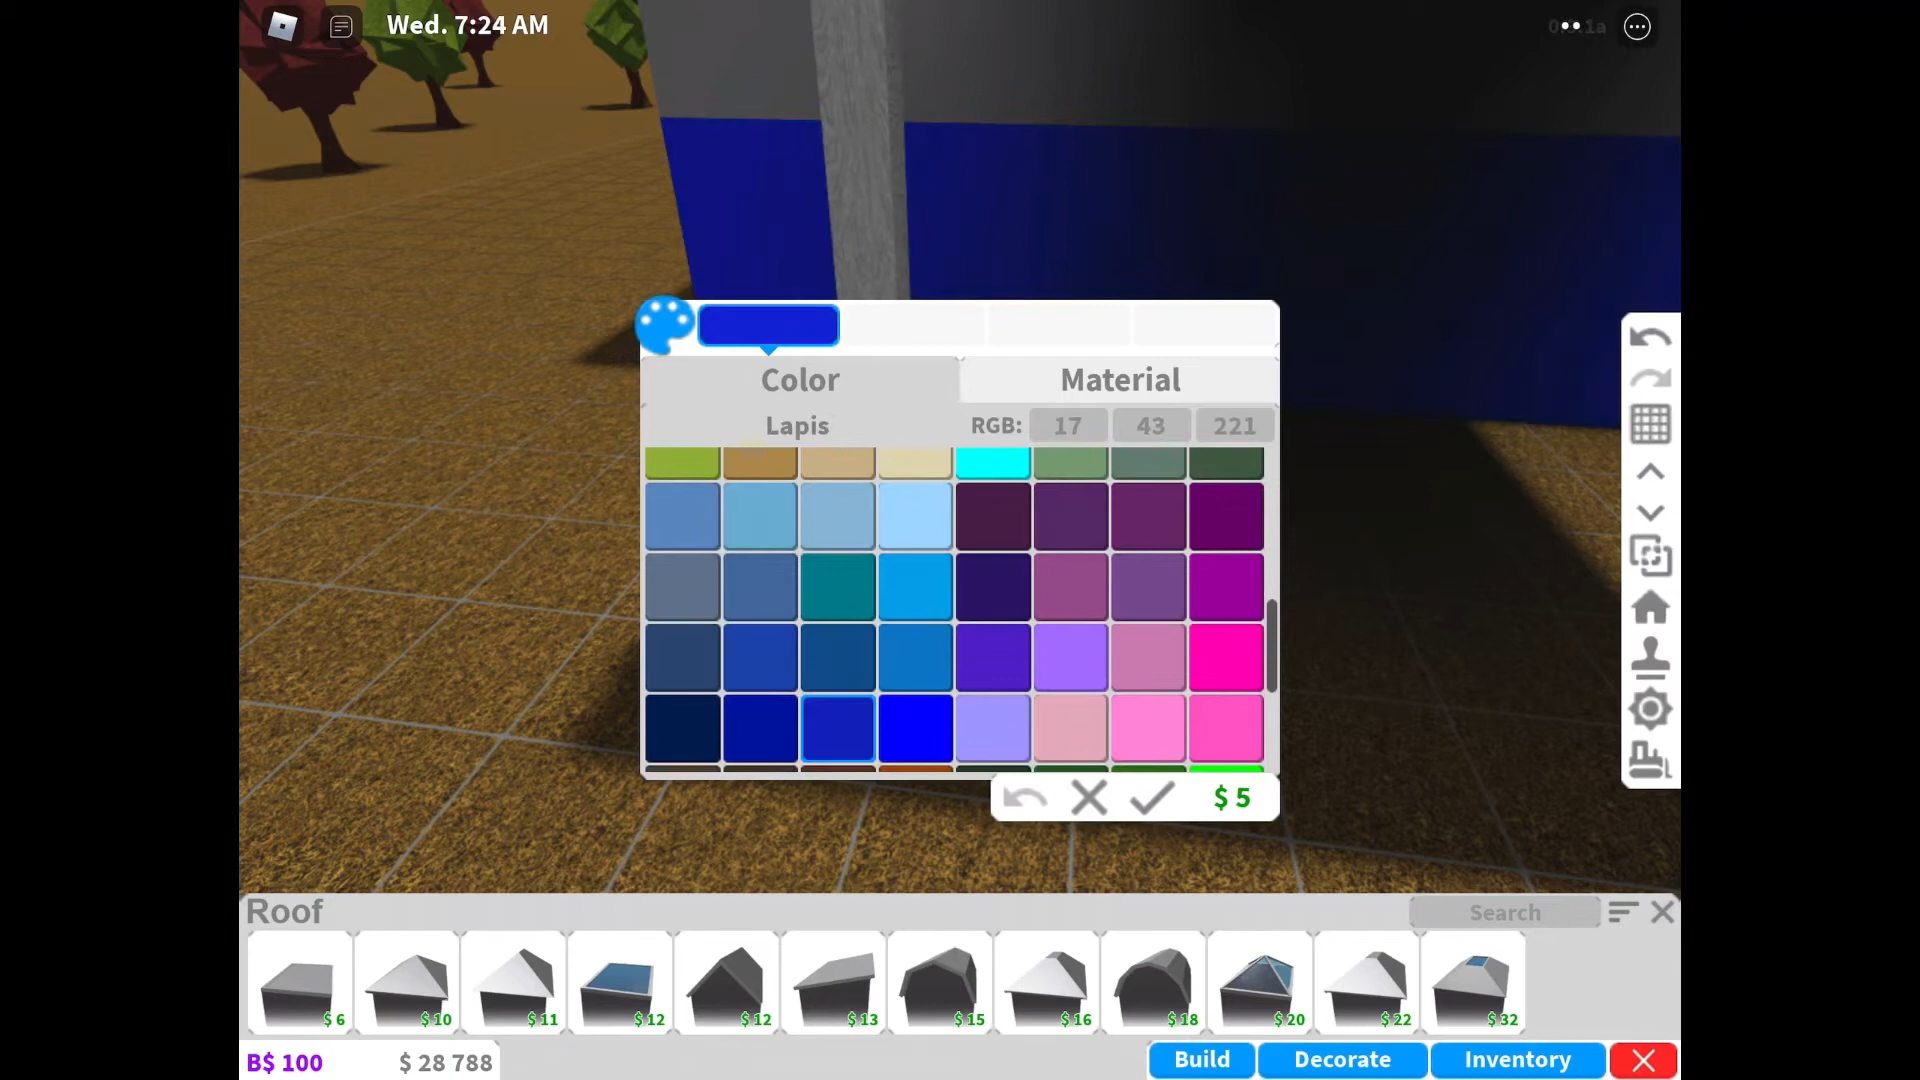 Wed. 7:24 AM
Color
Material
Lapis
RGB: 17 43 221
$ 5
Roof
Search
$ 6 $ 10 $ 11 $ 12 $ 12 $ 13 $ 15 $ 16 $ 18 $ 20 $ 22 $ 32
B$ 100 $ 28 788
Build Decorate Inventory